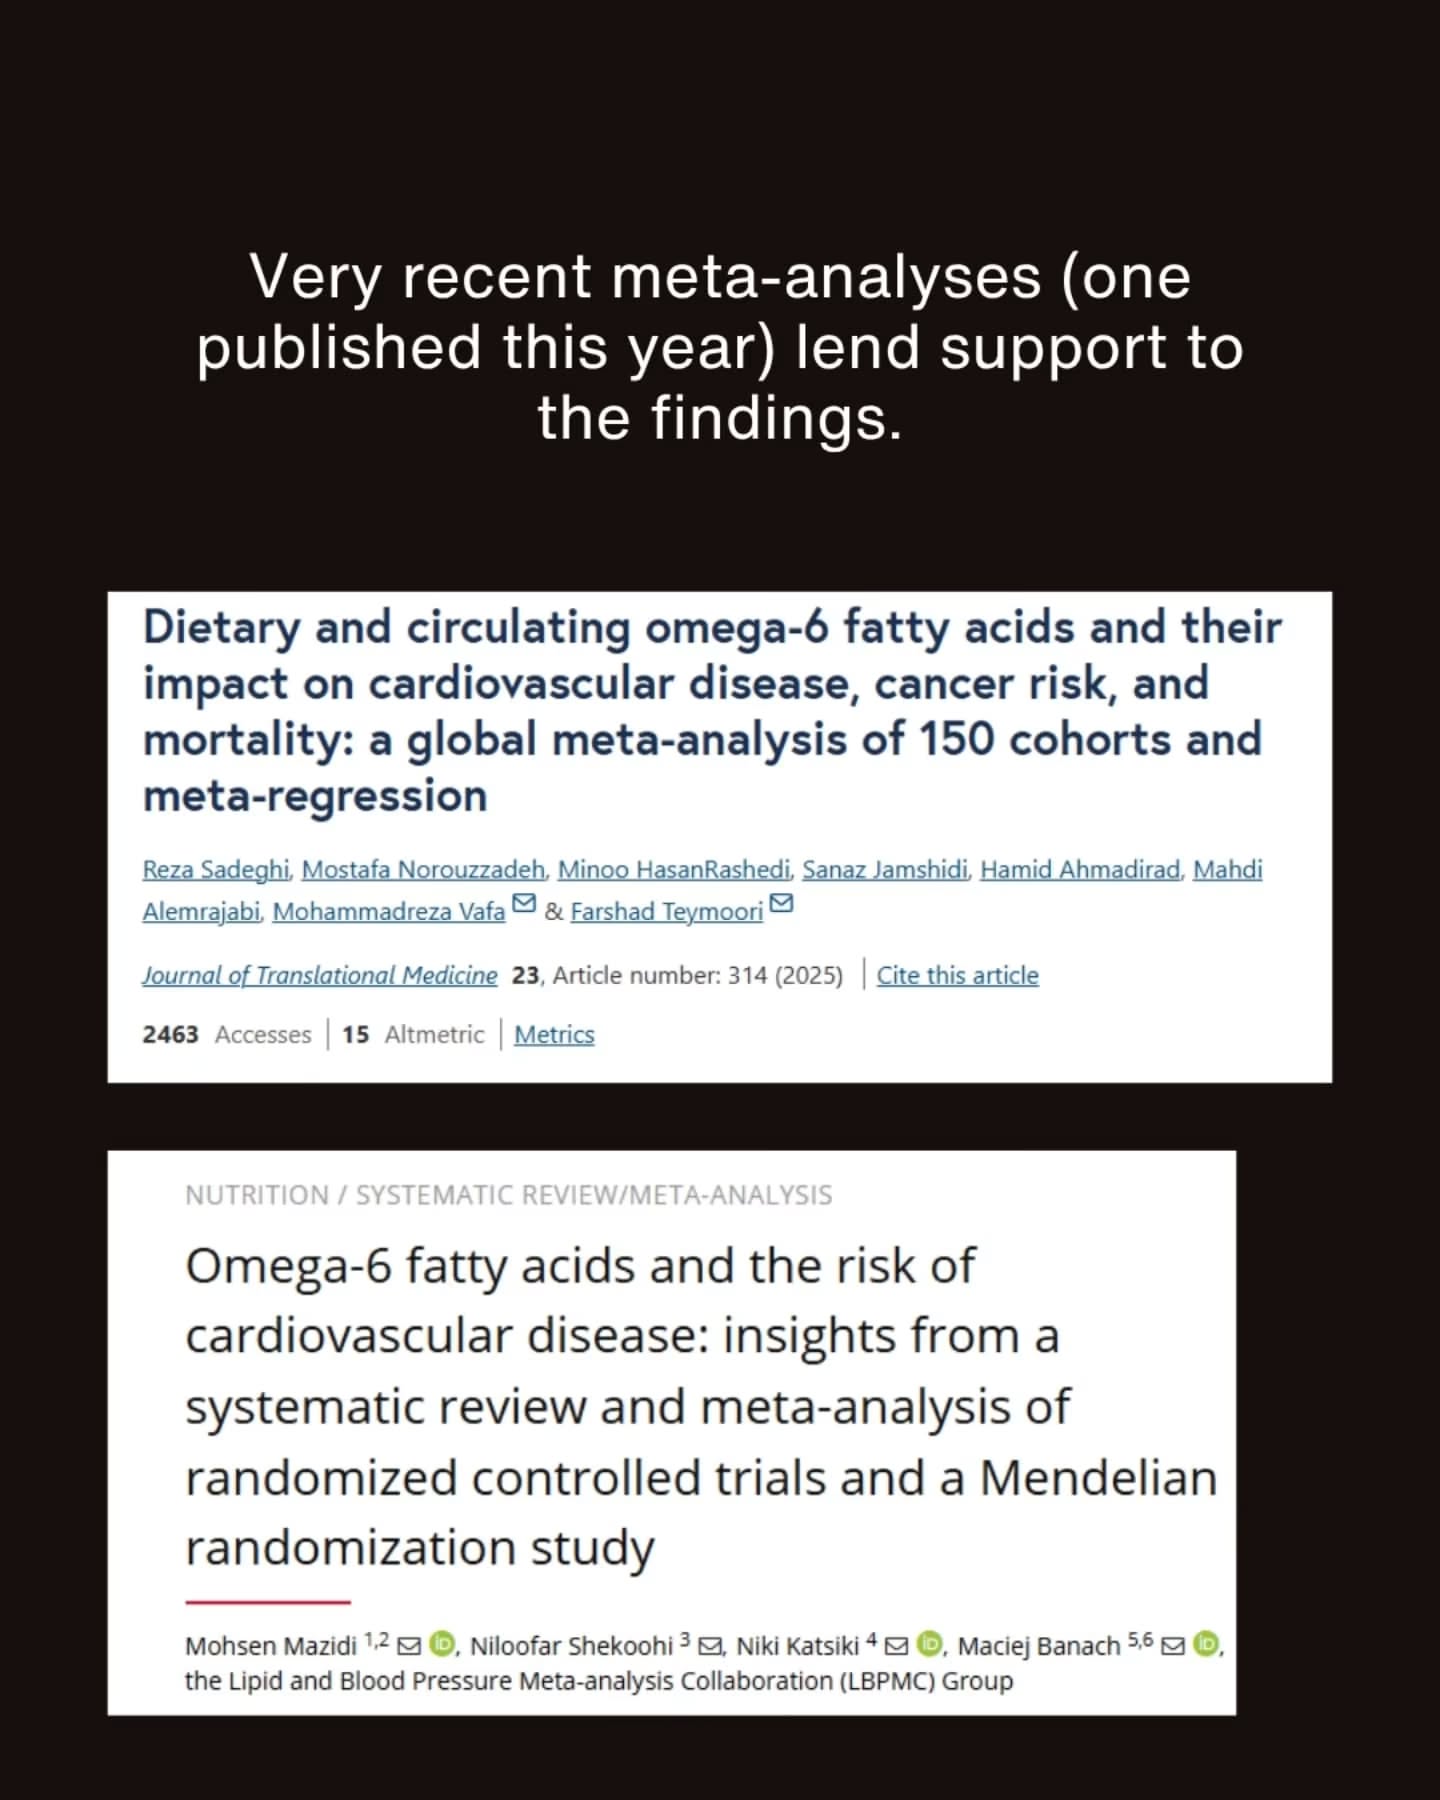 Very recent meta-analyses (one
published this year) lend support to
the findings.
Dietary and circulating omega-6 fatty acids and their
impact on cardiovascular disease, cancer risk, and
mortality: a global meta-analysis of 150 cohorts and
meta-regression
Reza Sadeghi, Mostafa Norouzzadeh, Minoo HasanRashedi, Sanaz Jamshidi, Hamid Ahmadirad, Mahdi
Alemrajabi, Mohammadreza Vafa & Farshad Teymoori
Journal of Translational Medicine 23, Article number: 314 (2025) | Cite this article
2463 Accesses | 15 Altmetric | Metrics
NUTRITION / SYSTEMATIC REVIEW/META-ANALYSIS
Omega-6 fatty acids and the risk of
cardiovascular disease: insights from a
systematic review and meta-analysis of
randomized controlled trials and a Mendelian
randomization study
Mohsen Mazidi 1,2 iD, Niloofar Shekoohi 3, Niki Katsiki 4 iD, Maciej Banach 5,6 iD,
the Lipid and Blood Pressure Meta-analysis Collaboration (LBPMC) Group